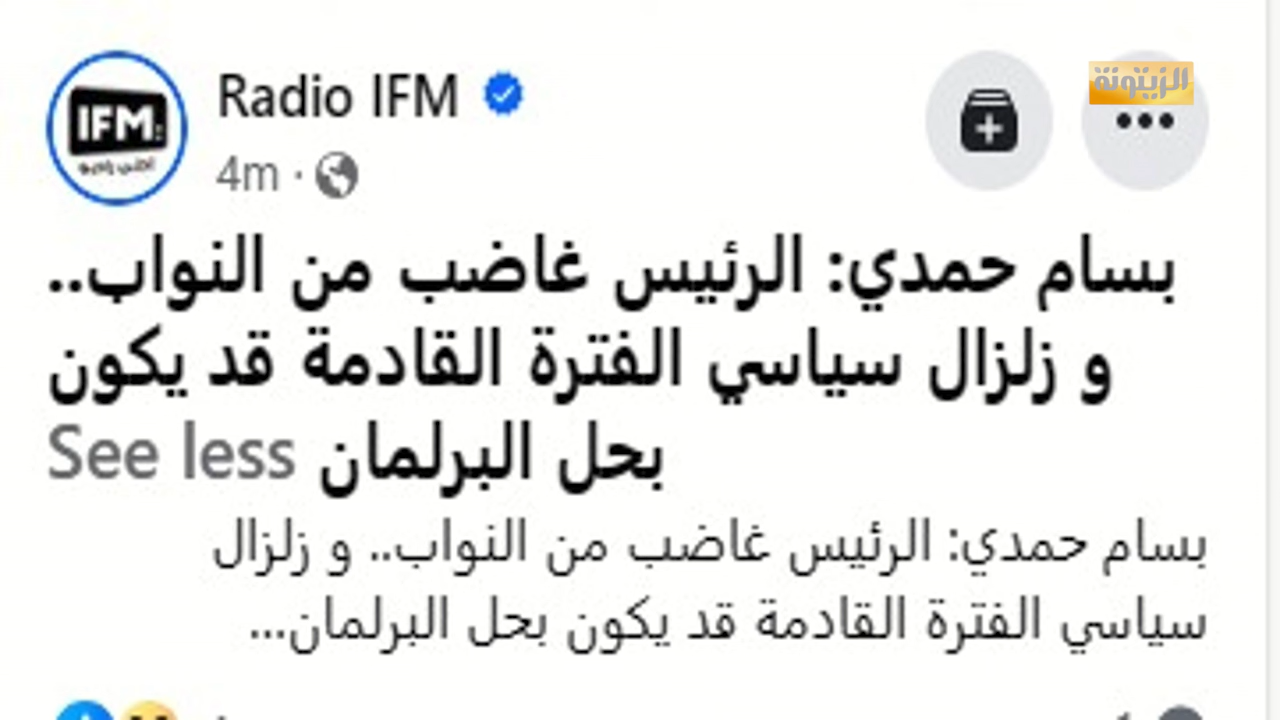 Radio IFM
الزيتونة
IFM
4m
بسام حمدي: الرئيس غاضب من النواب..
و زلزال سياسي الفترة القادمة قد يكون
بحل البرلمان See less
بسام حمدي: الرئيس غاضب من النواب.. و زلزال
سياسي الفترة القادمة قد يكون بحل البرلمان...